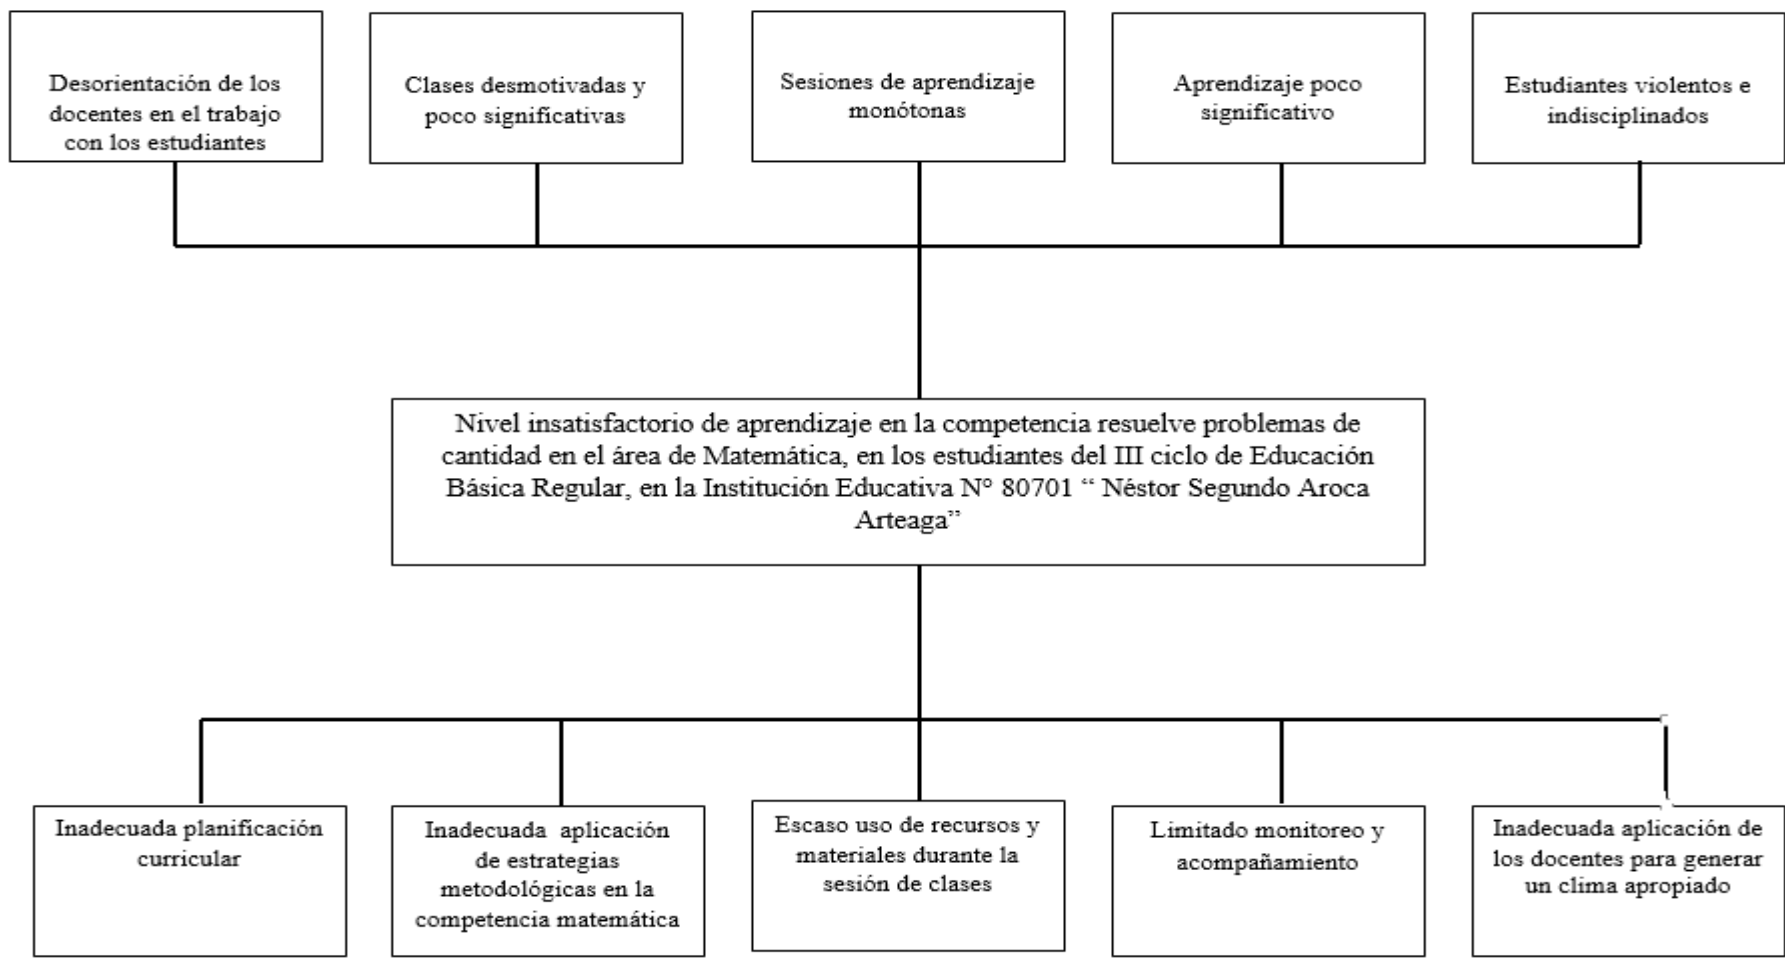 Desorientación de los
docentes en el trabajo
con los estudiantes
Clases desmotivadas y
poco significativas
Sesiones de aprendizaje
monótonas
Aprendizaje poco
significativo
Estudiantes violentos e
indisciplinados
Nivel insatisfactorio de aprendizaje en la competencia resuelve problemas de
cantidad en el área de Matemática, en los estudiantes del III ciclo de Educación
Básica Regular, en la Institución Educativa N° 80701 “ Néstor Segundo Aroca
Arteaga”
Inadecuada planificación
curricular
Inadecuada aplicación
de estrategias
metodológicas en la
competencia matemática
Escaso uso de recursos y
materiales durante la
sesión de clases
Limitado monitoreo y
acompañamiento
Inadecuada aplicación de
los docentes para generar
un clima apropiado